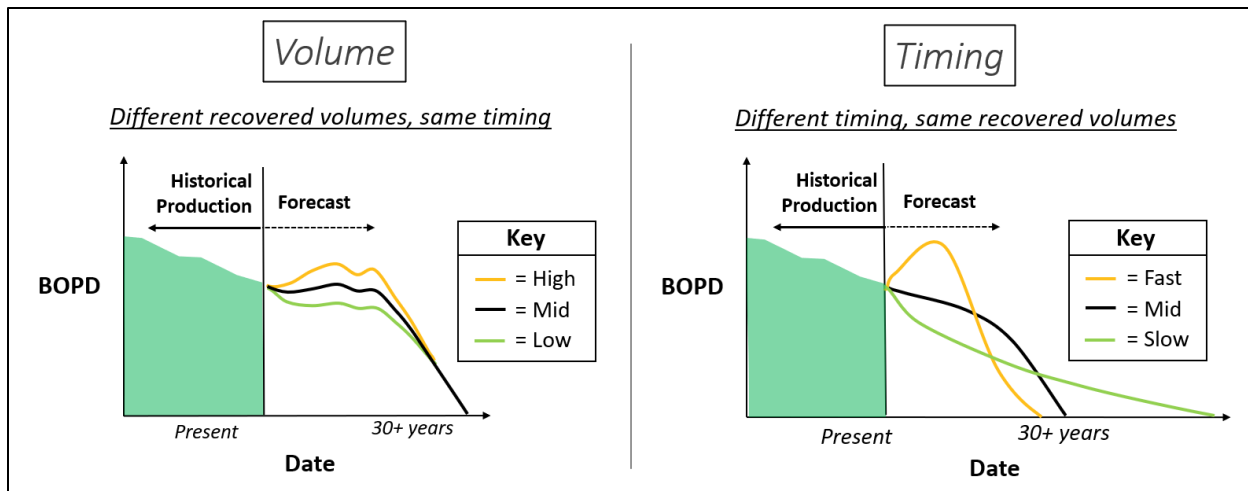 Volume
Different recovered volumes, same timing
Historical
Production
Forecast
BOPD
Key
= High
= Mid
= Low
Present
30+ years
Date
Timing
Different timing, same recovered volumes
Historical
Production
Forecast
BOPD
Key
= Fast
= Mid
= Slow
Present
30+ years
Date